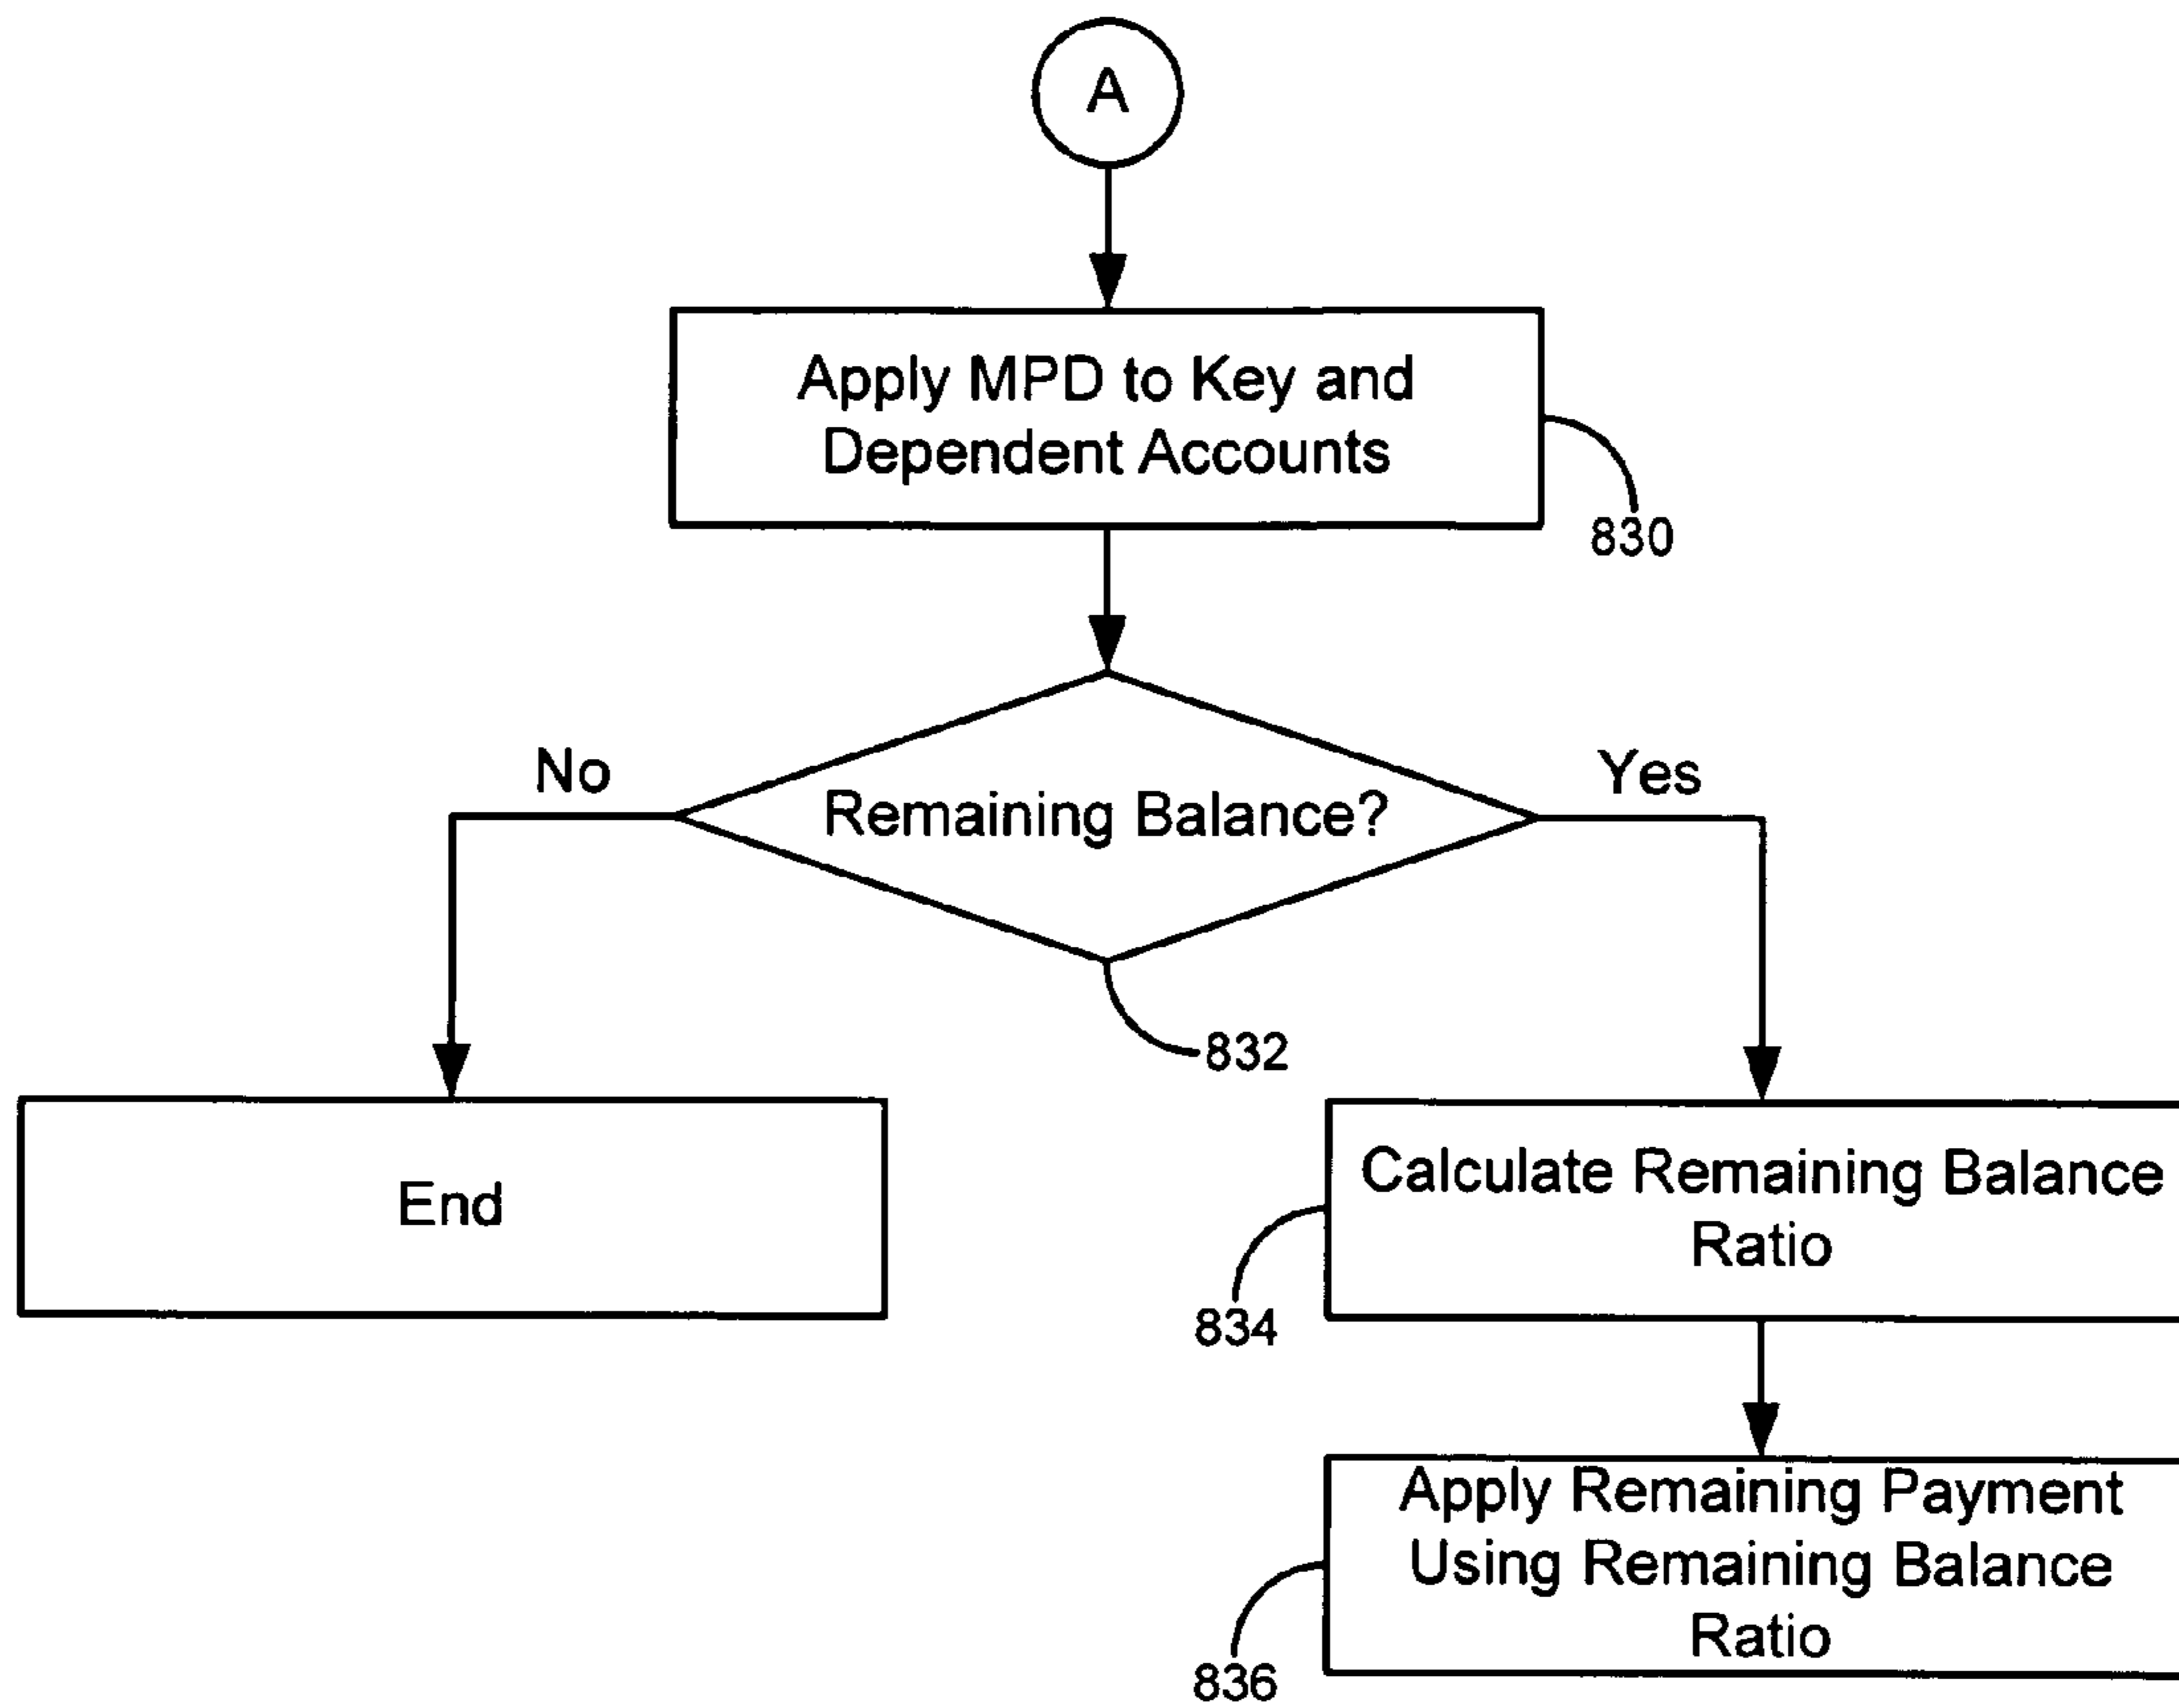 A
Apply MPD to Key and
Dependent Accounts
830
No
Yes
Remaining Balance?
832
End
Calculate Remaining Balance
Ratio
834
Apply Remaining Payment
Using Remaining Balance
Ratio
836